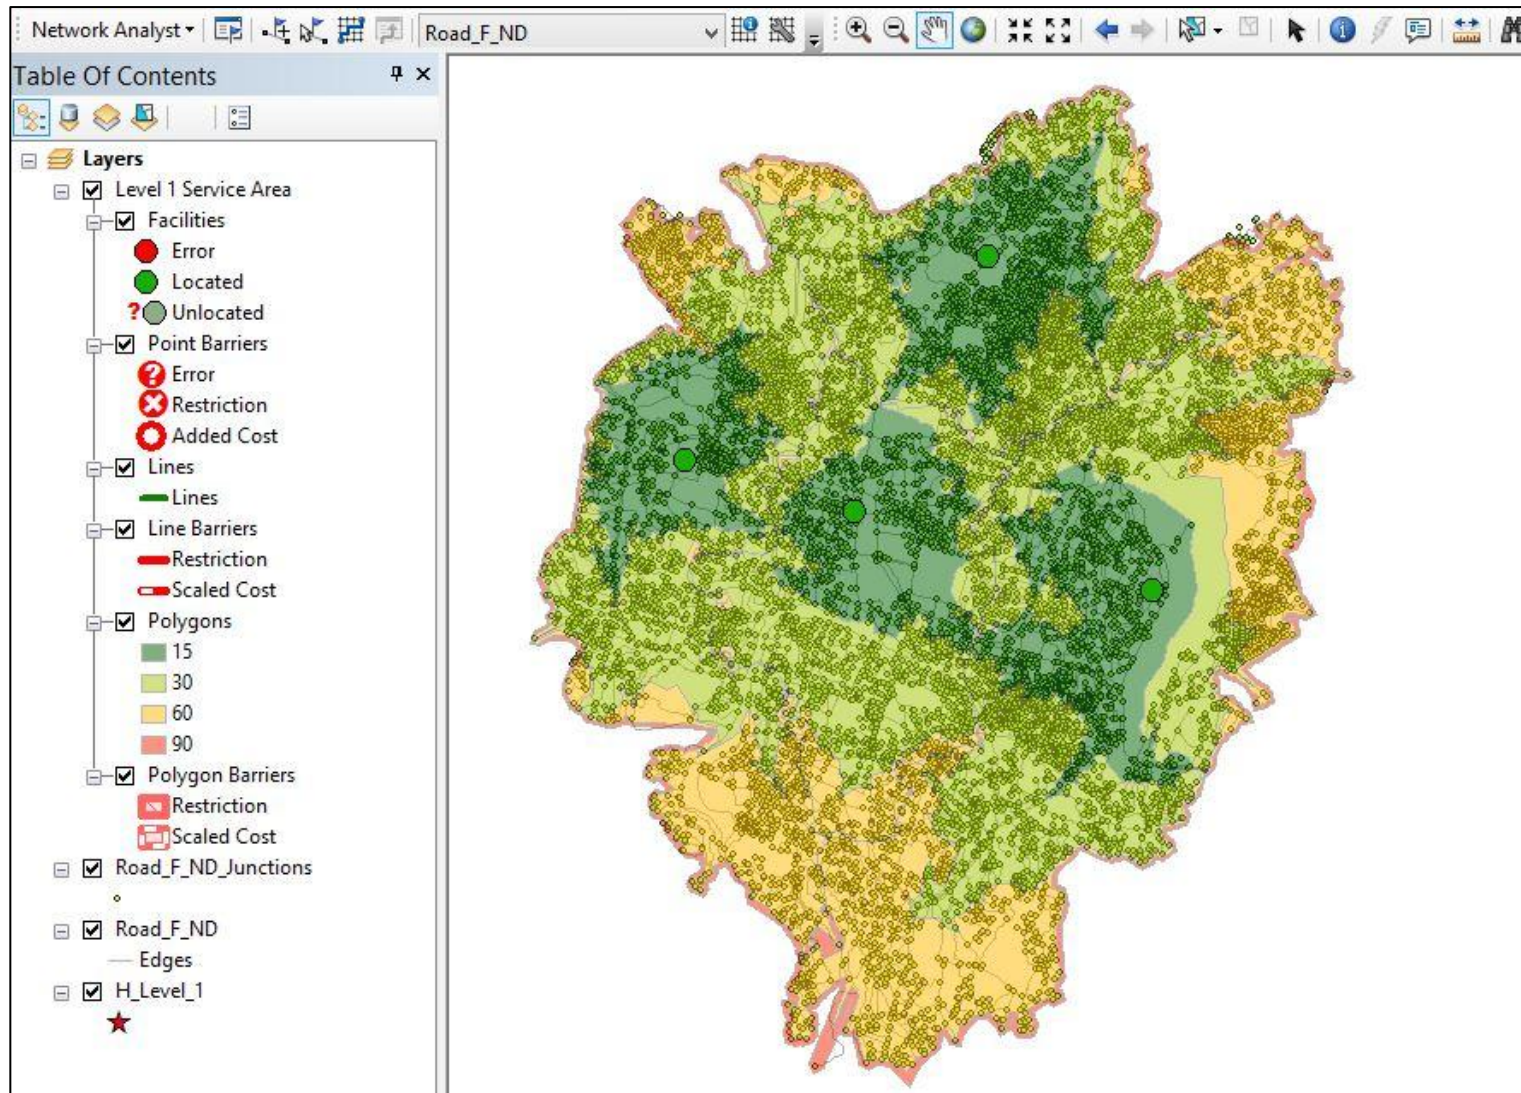 Network Analyst Road_F_ND
Table Of Contents
Layers
Level 1 Service Area
Facilities
Error
Located
? Unlocated
Point Barriers
? Error
Restriction
Added Cost
Lines
Lines
Line Barriers
Restriction
Scaled Cost
Polygons
15
30
60
90
Polygon Barriers
Restriction
Scaled Cost
Road_F_ND_Junctions
Road_F_ND
Edges
H_Level_1